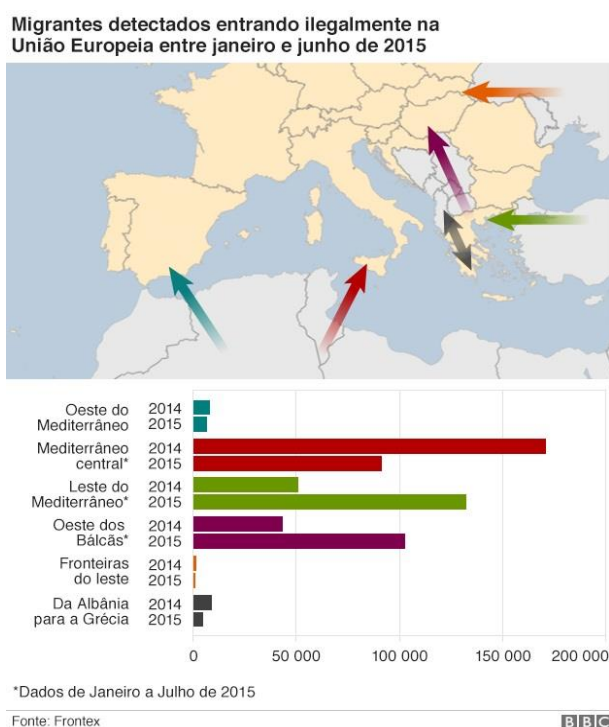 Migrantes detectados entrando ilegalmente na
União Europeia entre janeiro e junho de 2015
Oeste do Mediterrâneo 2014
2015
Mediterrâneo central* 2014
2015
Leste do Mediterrâneo* 2014
2015
Oeste dos Bálcãs* 2014
2015
Fronteiras do leste 2014
2015
Da Albânia para a Grécia 2014
2015
0 50 000 100 000 150 000 200 000
*Dados de Janeiro a Julho de 2015
Fonte: Frontex BBC